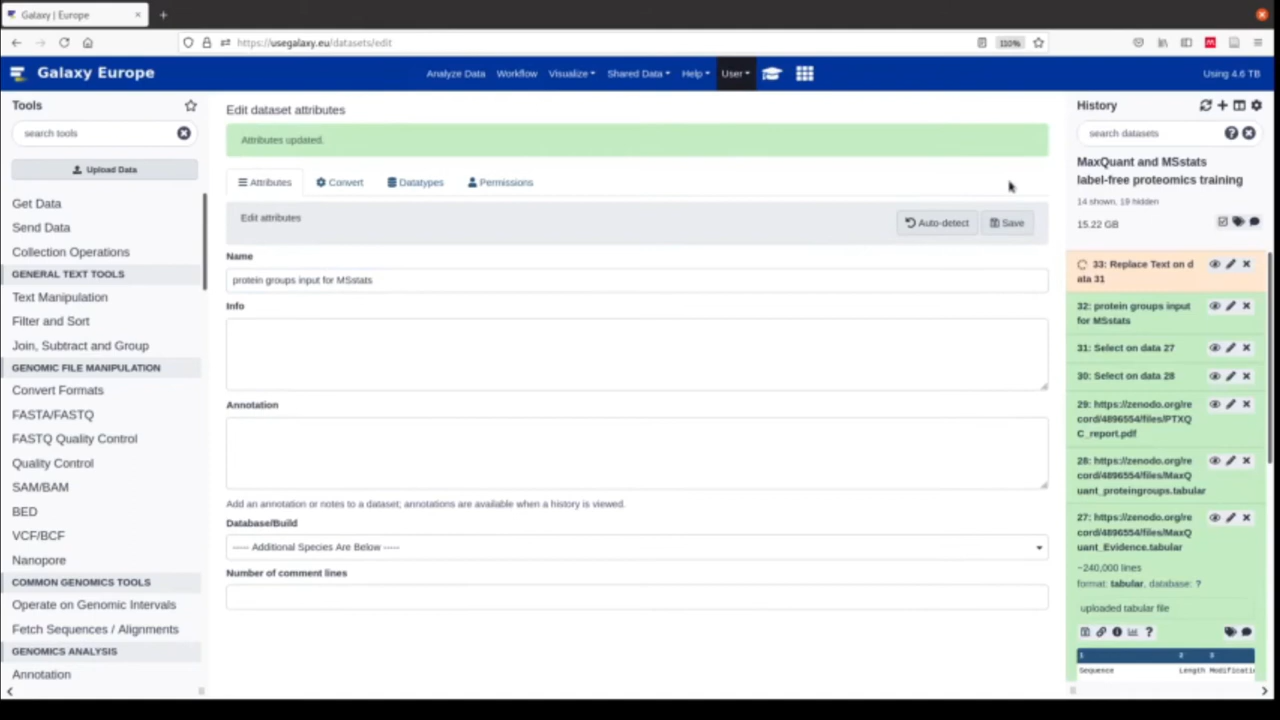 Galaxy | Europe
https://usegalaxy.eu/datasets/edit
110%
Galaxy Europe
Analyze Data Workflow Visualize Shared Data Help User
Using 4.6 TB
Tools
search tools
Upload Data
Get Data
Send Data
Collection Operations
GENERAL TEXT TOOLS
Text Manipulation
Filter and Sort
Join, Subtract and Group
GENOMIC FILE MANIPULATION
Convert Formats
FASTA/FASTQ
FASTQ Quality Control
Quality Control
SAM/BAM
BED
VCF/BCF
Nanopore
COMMON GENOMICS TOOLS
Operate on Genomic Intervals
Fetch Sequences / Alignments
GENOMICS ANALYSIS
Annotation
Edit dataset attributes
Attributes updated.
Attributes Convert Datatypes Permissions
Edit attributes
Auto-detect Save
Name
protein groups input for MSstats
Info
Annotation
Add an annotation or notes to a dataset; annotations are available when a history is viewed.
Database/Build
----- Additional Species Are Below -----
Number of comment lines
History
search datasets
MaxQuant and MSstats
label-free proteomics training
14 shown, 19 hidden
15.22 GB
33: Replace Text on d
ata 31
32: protein groups input
for MSstats
31: Select on data 27
30: Select on data 28
29: https://zenodo.org/re
cord/4896554/files/PTXQ
C_report.pdf
28: https://zenodo.org/re
cord/4896554/files/MaxQ
uant_proteingroups.tabular
27: https://zenodo.org/re
cord/4896554/files/MaxQ
uant_Evidence.tabular
~240,000 lines
format: tabular, database: ?
uploaded tabular file
1 2 3
Sequence Length Modificatio